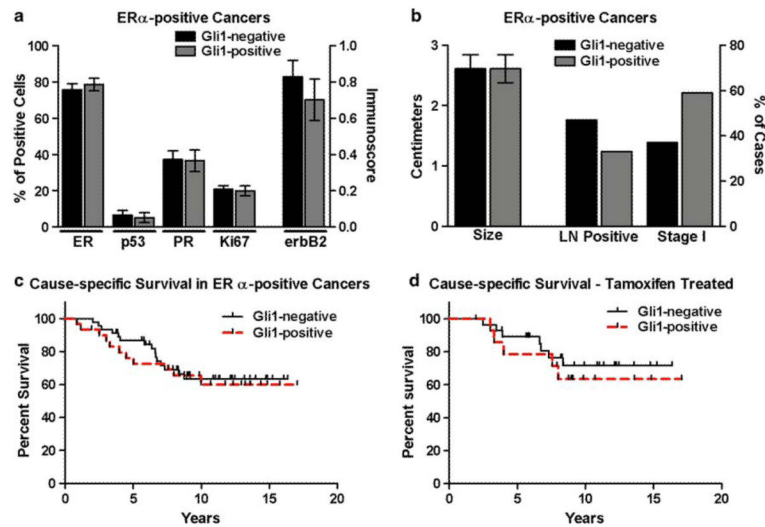 a
ERα-positive Cancers
Gli1-negative
Gli1-positive
% of Positive Cells
100
80
60
40
20
0
1.0
0.8
0.6
0.4
0.2
0.0
Immunoscore
ER p53 PR Ki67 erbB2
b
ERα-positive Cancers
Gli1-negative
Gli1-positive
Centimeters
3
2
1
0
80
60
40
20
0
% of Cases
Size LN Positive Stage I
c Cause-specific Survival in ER α-positive Cancers
Gli1-negative
Gli1-positive
Percent Survival
100
80
60
40
20
0
0 5 10 15 20
Years
d Cause-specific Survival - Tamoxifen Treated
Gli1-negative
Gli1-positive
Percent survival
100
80
60
40
20
0
0 5 10 15 20
Years